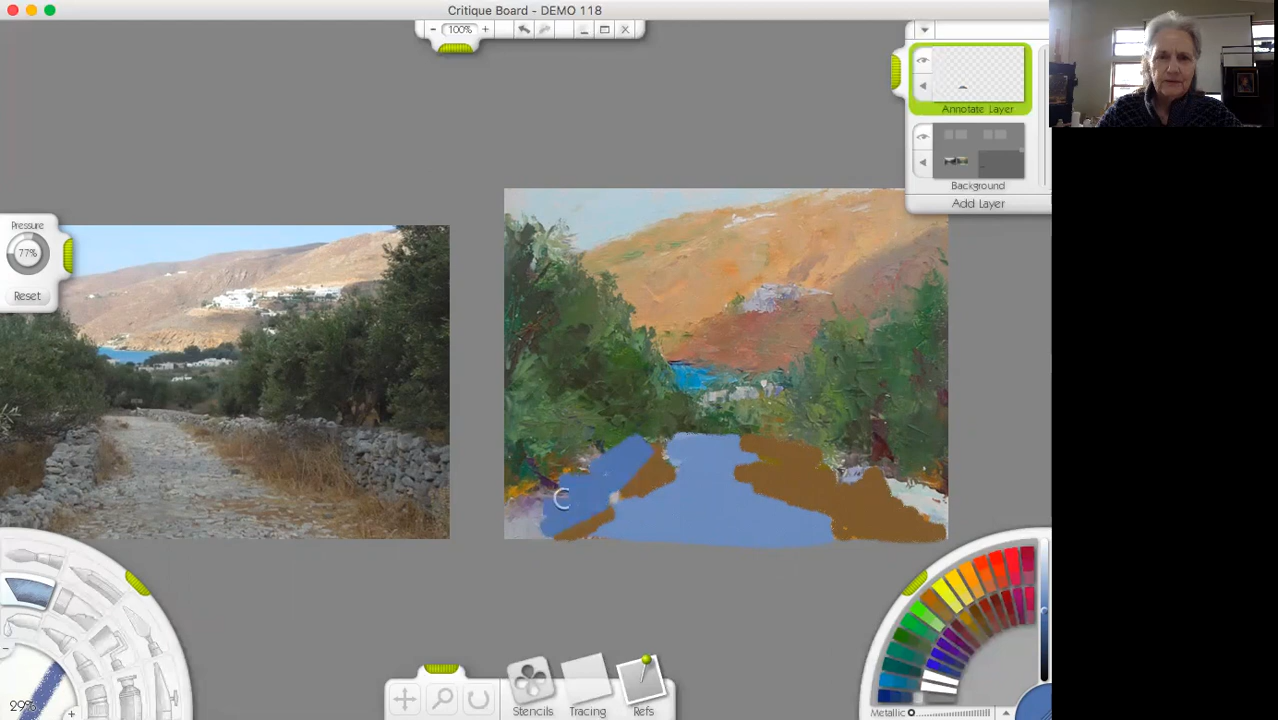 Critique Board - DEMO 118
100%
Annotate Layer
Background
Add Layer
Pressure
77%
Reset
29%
Stencils
Tracing
Refs
Metallic